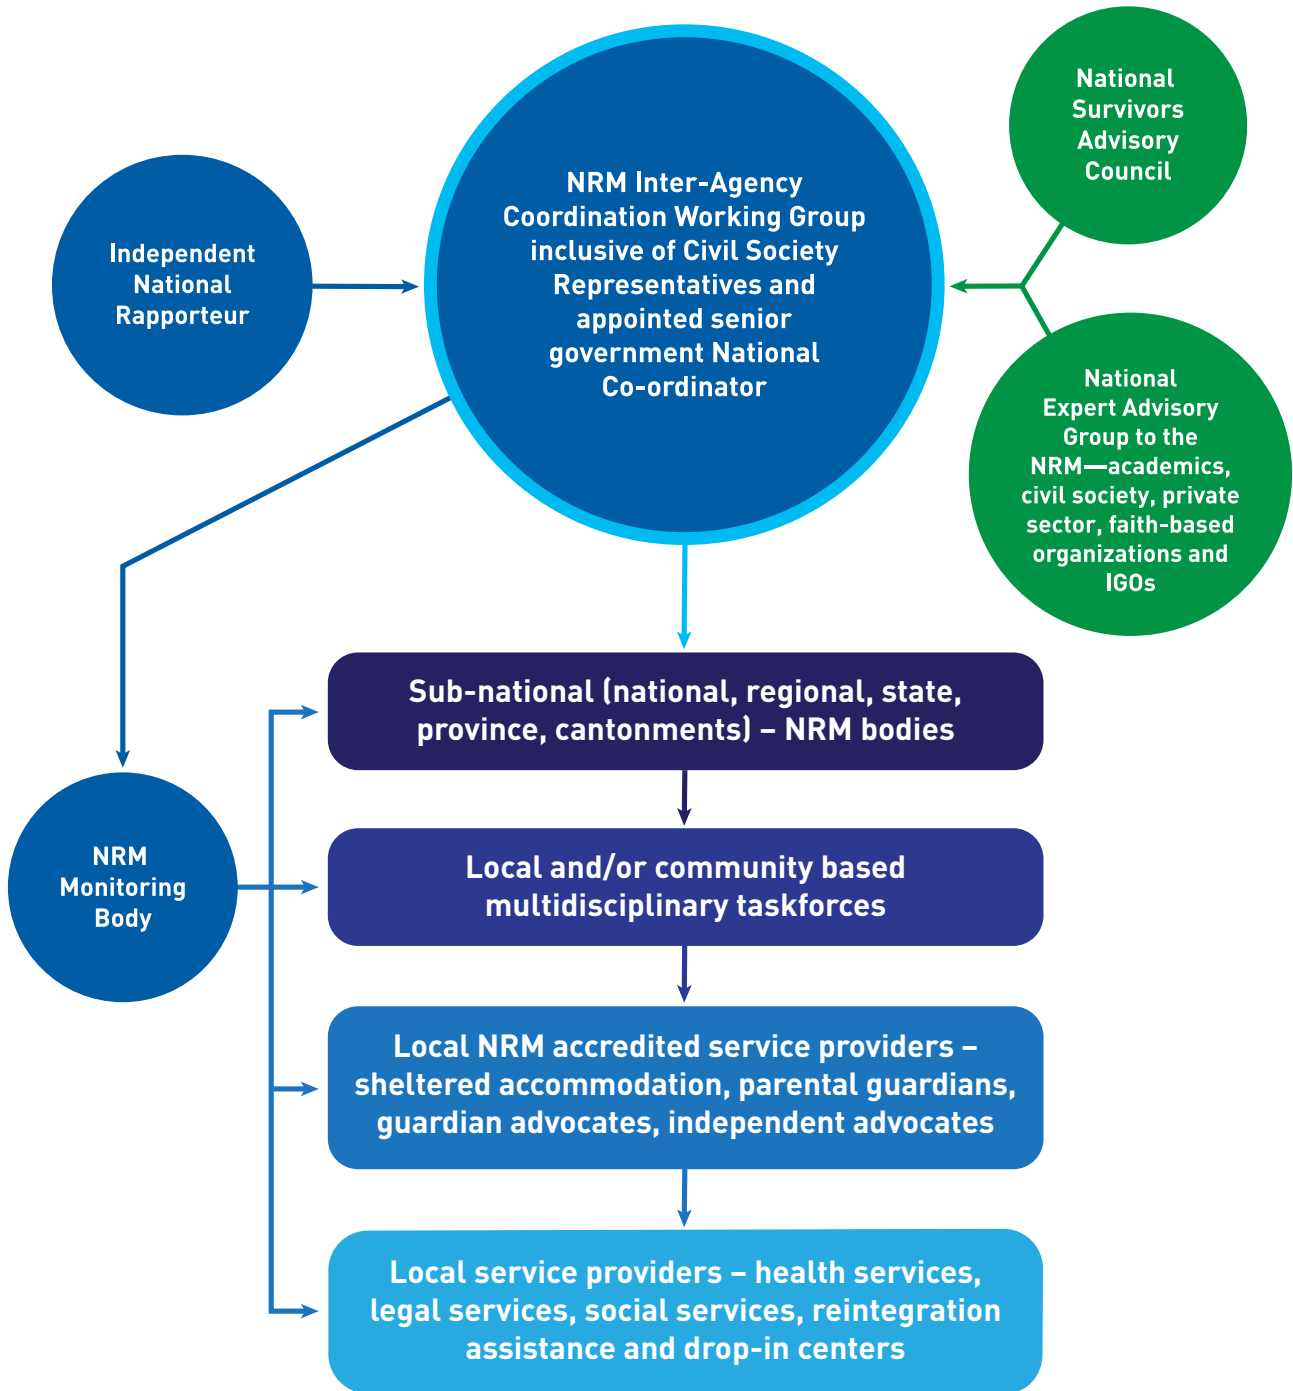 National
Survivors
Advisory
Council
NRM Inter-Agency
Coordination Working Group
inclusive of Civil Society
Representatives and
appointed senior
government National
Co-ordinator
Independent
National
Rapporteur
National
Expert Advisory
Group to the
NRM—academics,
civil society, private
sector, faith-based
organizations and
IGOs
Sub-national (national, regional, state,
province, cantonments) – NRM bodies
NRM
Monitoring
Body
Local and/or community based
multidisciplinary taskforces
Local NRM accredited service providers –
sheltered accommodation, parental guardians,
guardian advocates, independent advocates
Local service providers – health services,
legal services, social services, reintegration
assistance and drop-in centers